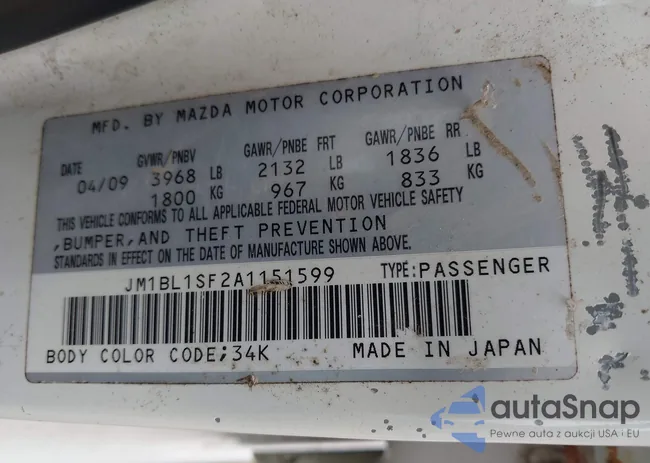 MFD. BY MAZDA MOTOR CORPORATION
DATE GVWR/PNBV GAWR/PNBE FRT GAWR/PNBE RR
04/09 3968 LB 2132 LB 1836 LB
1800 KG 967 KG 833 KG
THIS VEHICLE CONFORMS TO ALL APPLICABLE FEDERAL MOTOR VEHICLE SAFETY
,BUMPER,AND THEFT PREVENTION
STANDARDS IN EFFECT ON THE DATE OF MANUFACTURE SHOWN ABOVE.
JM1BL1SF2A1151599 TYPE:PASSENGER
BODY COLOR CODE;34K MADE IN JAPAN
autoSnap
Pewne auta z aukcji USA i EU